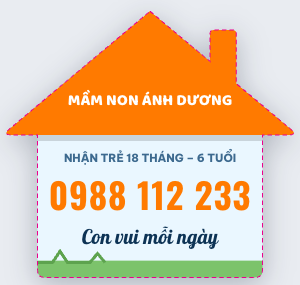 MẦM NON ÁNH DƯƠNG
NHẬN TRẺ 18 THÁNG – 6 TUỔI
0988 112 233
Con vui mỗi ngày